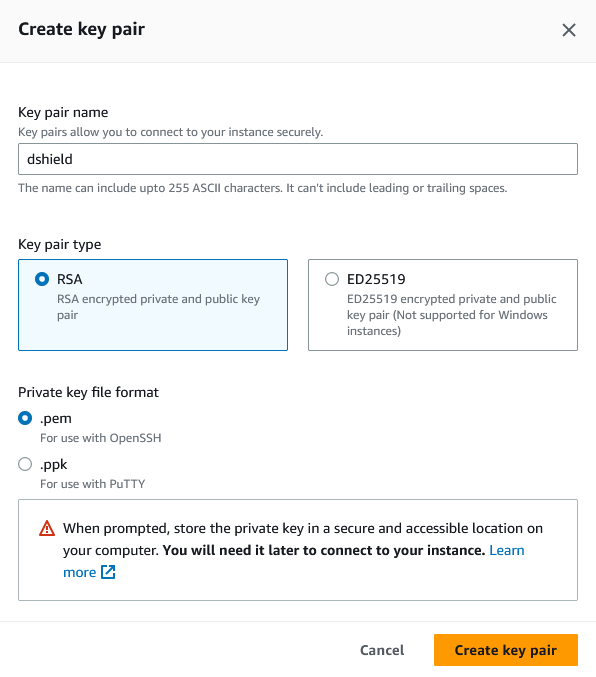 Create key pair
Key pair name
Key pairs allow you to connect to your instance securely.
dshield
The name can include upto 255 ASCII characters. It can't include leading or trailing spaces.
Key pair type
RSA
RSA encrypted private and public key
pair
ED25519
ED25519 encrypted private and public
key pair (Not supported for Windows
instances)
Private key file format
.pem
For use with OpenSSH
.ppk
For use with PuTTY
When prompted, store the private key in a secure and accessible location on
your computer. You will need it later to connect to your instance. Learn
more
Cancel
Create key pair